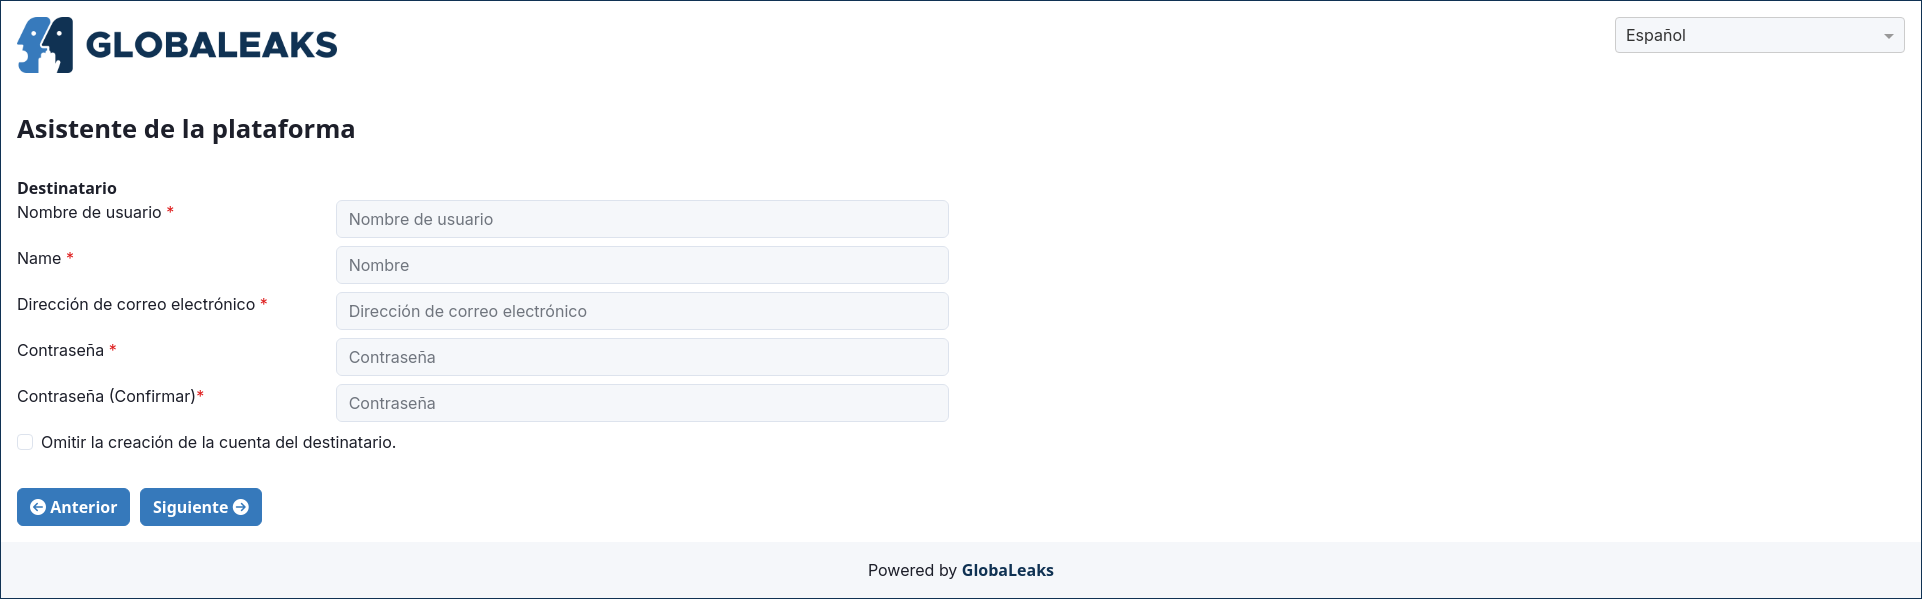 GLOBALEAKS
Español
Asistente de la plataforma
Destinatario
Nombre de usuario *
Nombre de usuario
Name *
Nombre
Dirección de correo electrónico *
Dirección de correo electrónico
Contraseña *
Contraseña
Contraseña (Confirmar)*
Contraseña
Omitir la creación de la cuenta del destinatario.
Anterior
Siguiente
Powered by GlobaLeaks